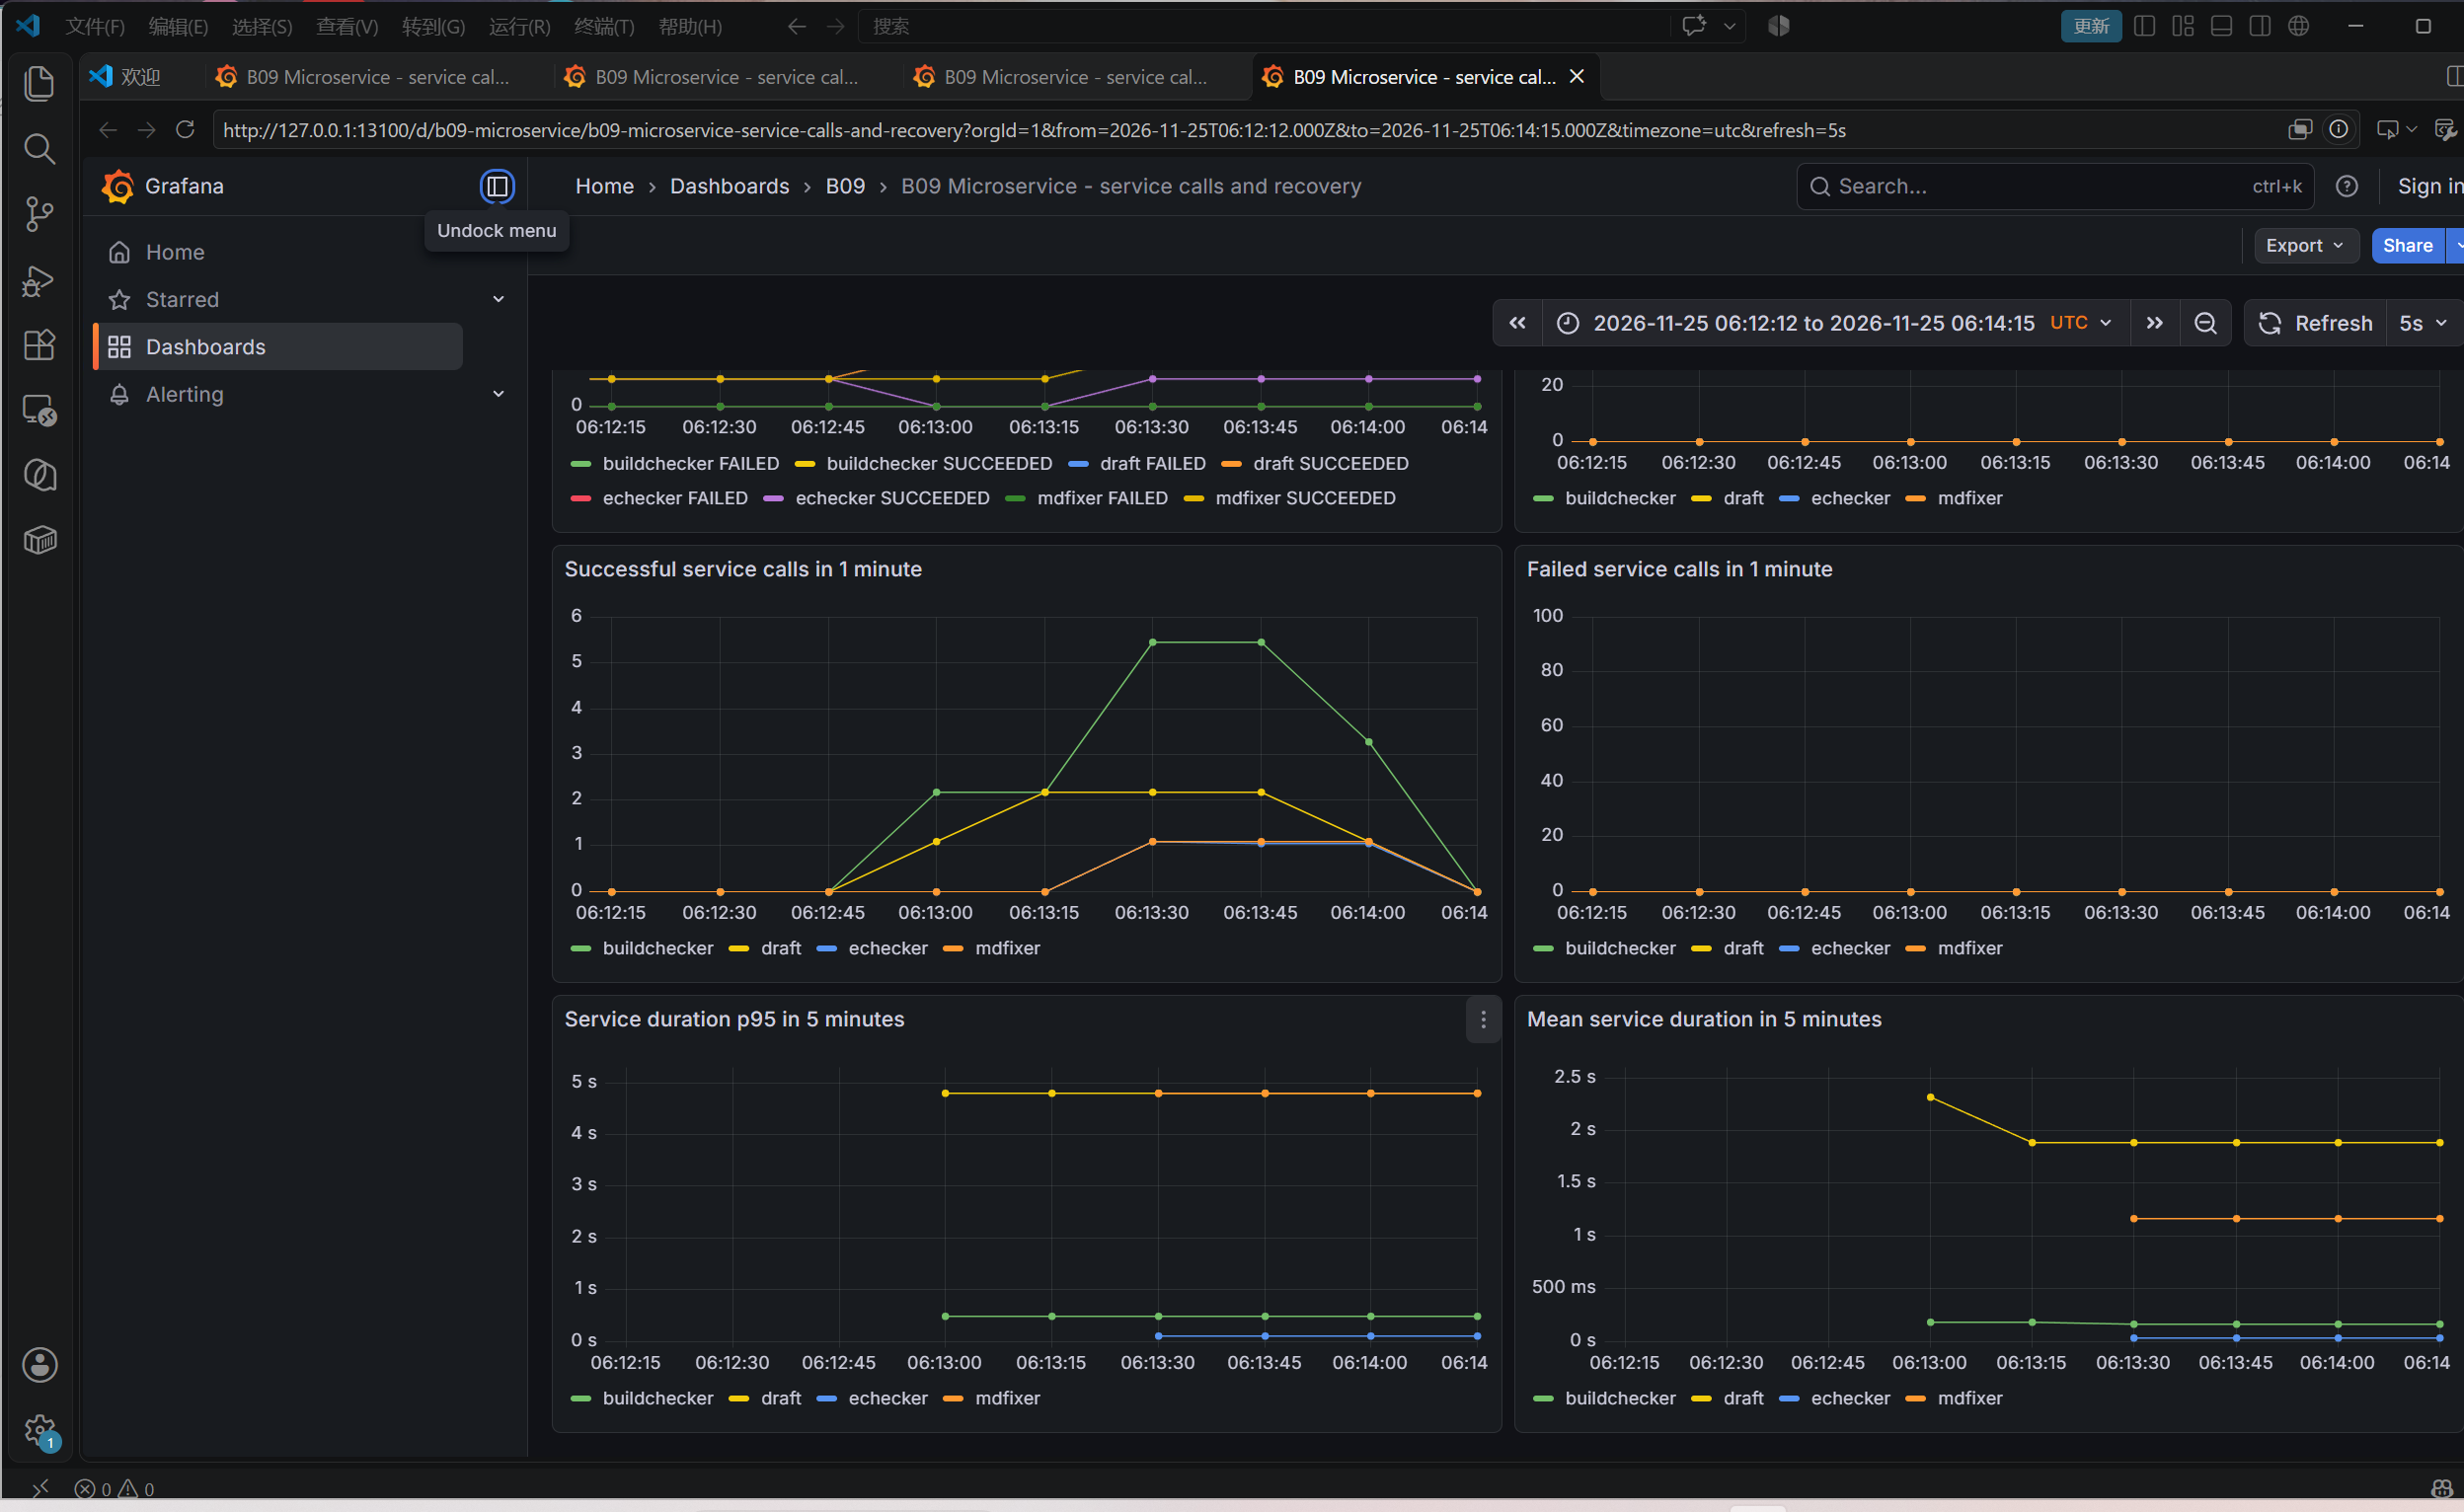 文件(F) 编辑(E) 选择(S) 查看(V) 转到(G) 运行(R) 终端(T) 帮助(H) 搜索 更新
欢迎 B09 Microservice - service cal... B09 Microservice - service cal... B09 Microservice - service cal... B09 Microservice - service cal...
http://127.0.0.1:13100/d/b09-microservice/b09-microservice-service-calls-and-recovery?orgId=1&from=2026-11-25T06:12:12.000Z&to=2026-11-25T06:14:15.000Z&timezone=utc&refresh=5s
Grafana
Undock menu
Home
Starred
Dashboards
Alerting
Home › Dashboards › B09 › B09 Microservice - service calls and recovery
Search... ctrl+k Sign in
Export Share
2026-11-25 06:12:12 to 2026-11-25 06:14:15 UTC Refresh 5s
0
06:12:15 06:12:30 06:12:45 06:13:00 06:13:15 06:13:30 06:13:45 06:14:00 06:14
buildchecker FAILED buildchecker SUCCEEDED draft FAILED draft SUCCEEDED
echecker FAILED echecker SUCCEEDED mdfixer FAILED mdfixer SUCCEEDED
20
0
06:12:15 06:12:30 06:12:45 06:13:00 06:13:15 06:13:30 06:13:45 06:14:00 06:14
buildchecker draft echecker mdfixer
Successful service calls in 1 minute
6
5
4
3
2
1
0
06:12:15 06:12:30 06:12:45 06:13:00 06:13:15 06:13:30 06:13:45 06:14:00 06:14
buildchecker draft echecker mdfixer
Failed service calls in 1 minute
100
80
60
40
20
0
06:12:15 06:12:30 06:12:45 06:13:00 06:13:15 06:13:30 06:13:45 06:14:00 06:14
buildchecker draft echecker mdfixer
Service duration p95 in 5 minutes
5 s
4 s
3 s
2 s
1 s
0 s
06:12:15 06:12:30 06:12:45 06:13:00 06:13:15 06:13:30 06:13:45 06:14:00 06:14
buildchecker draft echecker mdfixer
Mean service duration in 5 minutes
2.5 s
2 s
1.5 s
1 s
500 ms
0 s
06:12:15 06:12:30 06:12:45 06:13:00 06:13:15 06:13:30 06:13:45 06:14:00 06:14
buildchecker draft echecker mdfixer
1
0 0